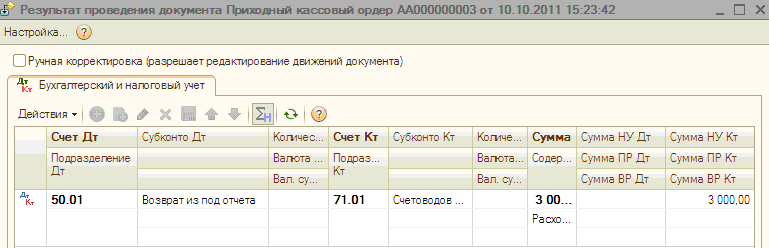 Результат проведения документа Приходный кассовый ордер АА000000003 от 10.10.2011 15:23:42
Настройка...
Ручная корректировка (разрешает редактирование движений документа)
Дт Кт Бухгалтерский и налоговый учет
Действия
Счет Дт Субконто Дт Количес... Счет Кт Субконто Кт Количе... Сумма Сумма НУ Дт Сумма НУ Кт
Подразделение Дт Валюта ... Подраз... Кт Валюта... Содер... Сумма ПР Дт Сумма ПР Кт
Вал. су... Вал. су... Сумма ВР Дт Сумма ВР Кт
Дт Кт 50.01 Возврат из под отчета 71.01 Счетоводов ... 3 00... 3 000,00
Расхо...